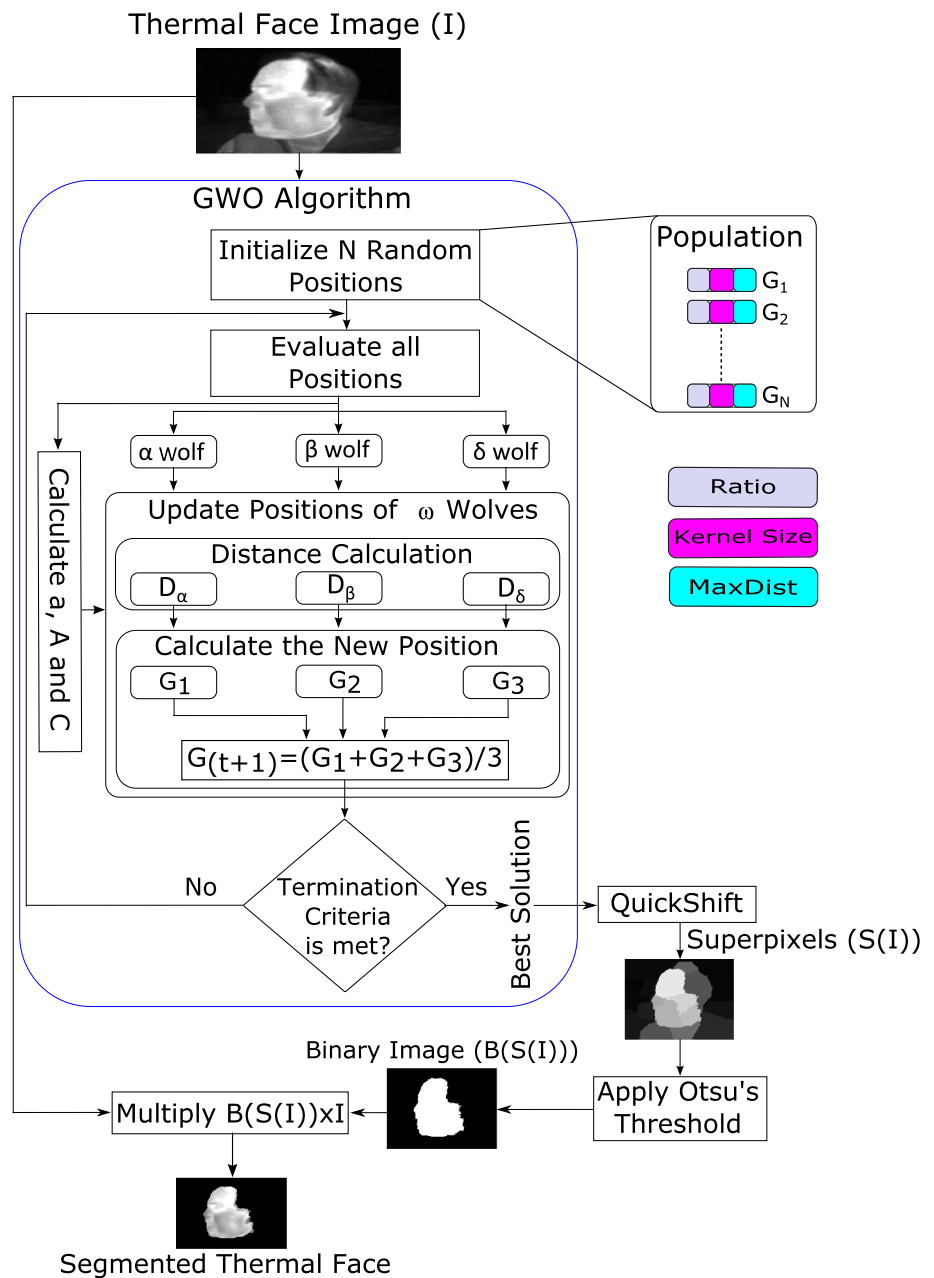 Thermal Face Image (I)
GWO Algorithm
Initialize N Random
Positions
Population
G1
G2
GN
Evaluate all
Positions
α wolf
β wolf
δ wolf
Ratio
Kernel Size
MaxDist
Calculate a, A and C
Update Positions of ω Wolves
Distance Calculation
Dα
Dβ
Dδ
Calculate the New Position
G1
G2
G3
G(t+1)=(G1+G2+G3)/3
No
Termination
Criteria
is met?
Yes
Best Solution
QuickShift
Superpixels (S(I))
Binary Image (B(S(I)))
Apply Otsu's
Threshold
Multiply B(S(I))xI
Segmented Thermal Face